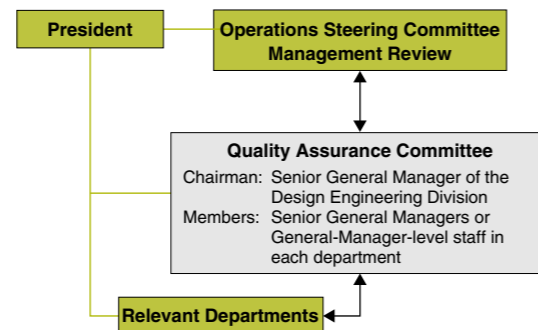 President
Operations Steering Committee
Management Review
Quality Assurance Committee
Chairman: Senior General Manager of the
Design Engineering Division
Members: Senior General Managers or
General-Manager-level staff in
each department
Relevant Departments